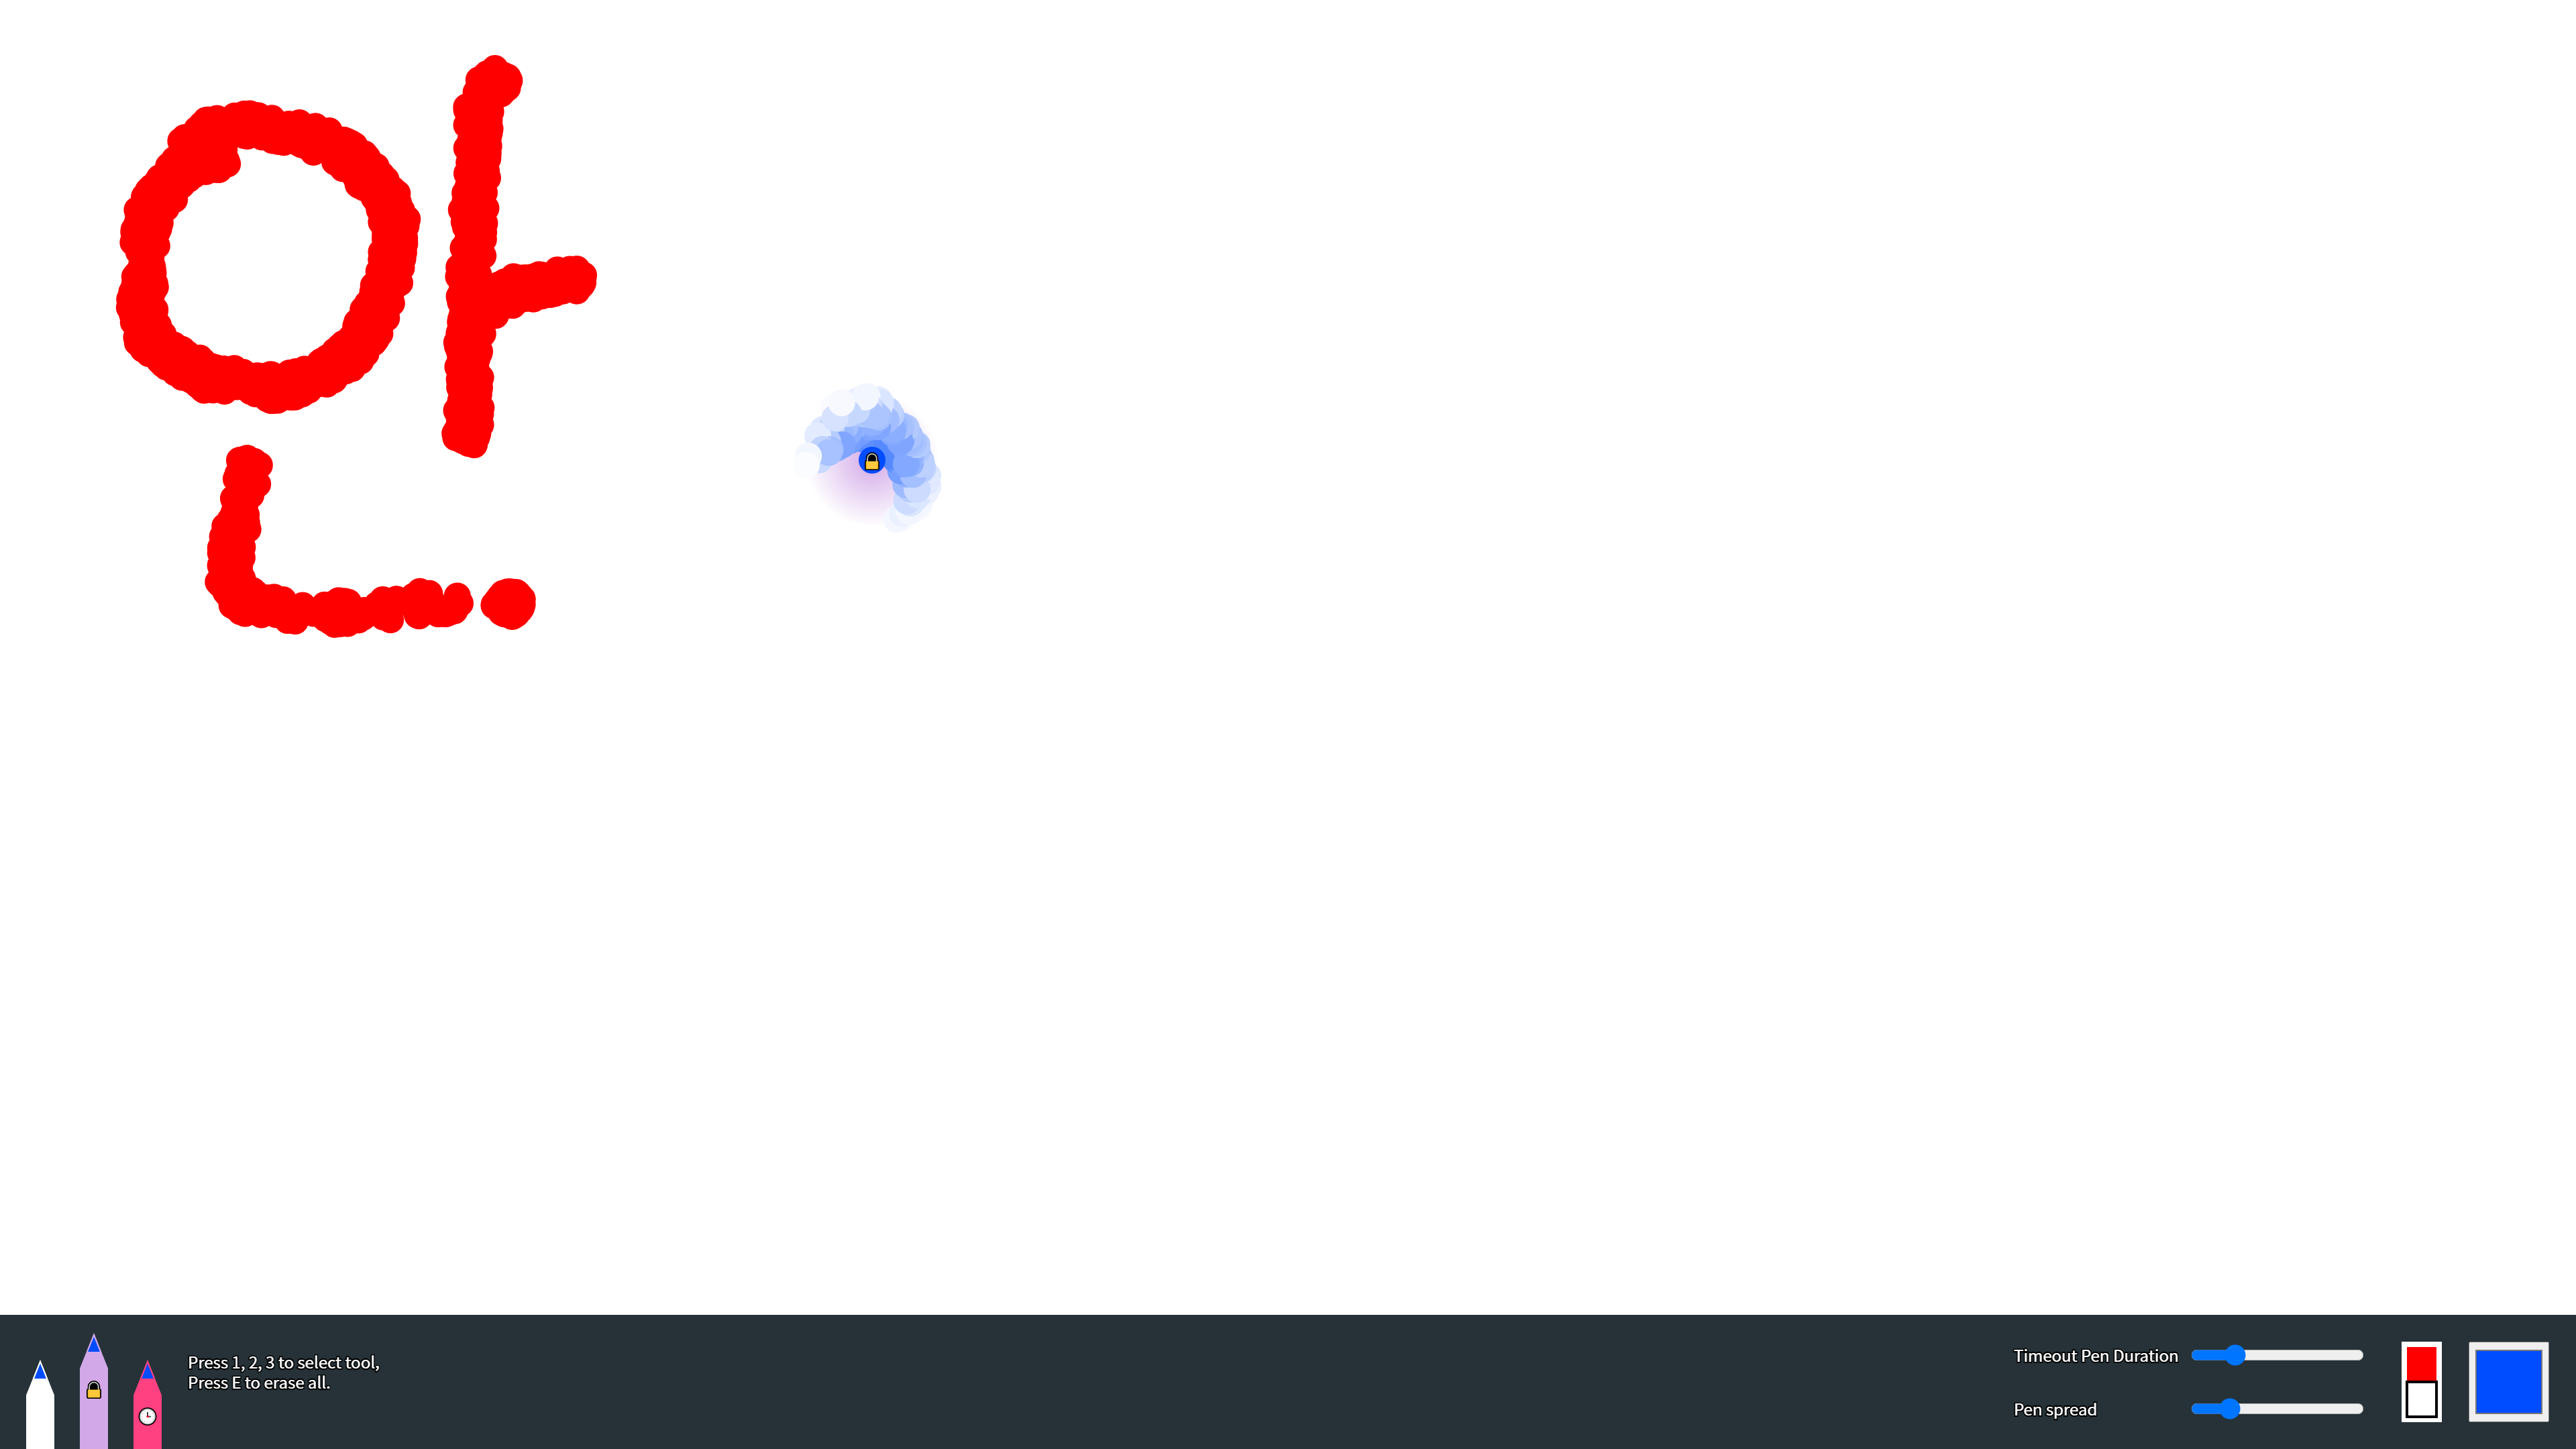 안
Press 1, 2, 3 to select tool,
Press E to erase all.
Timeout Pen Duration
Pen spread